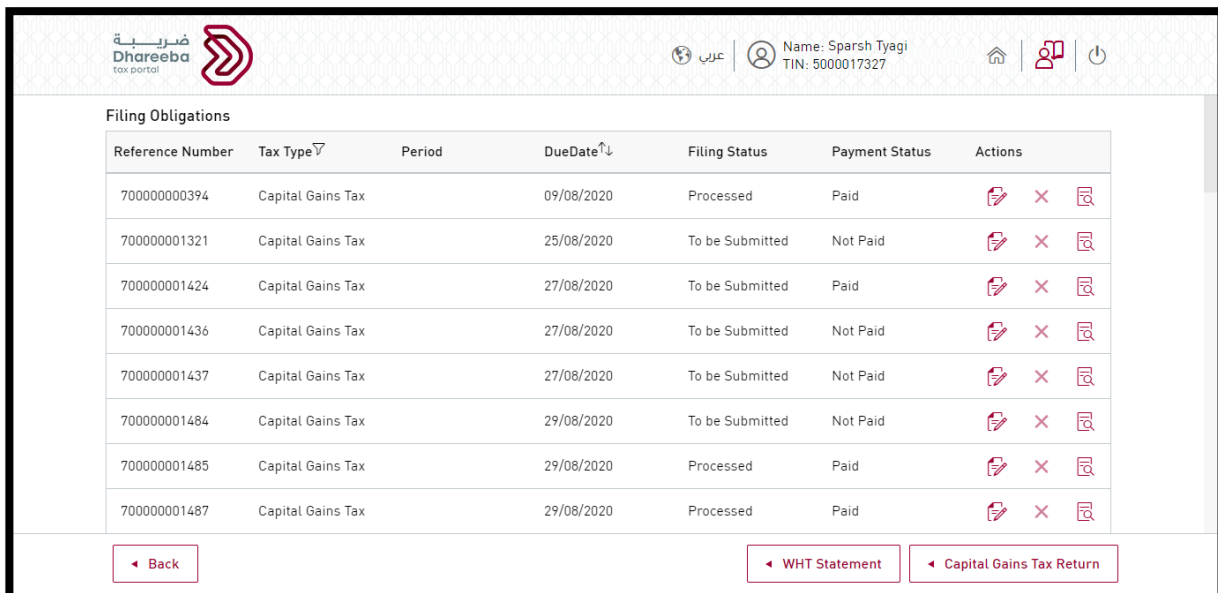 ضريبة
Dhareeba
tax portal
عربي
Name: Sparsh Tyagi
TIN: 5000017327
Filing Obligations
Reference Number Tax Type Period DueDate Filing Status Payment Status Actions
700000000394 Capital Gains Tax 09/08/2020 Processed Paid
700000001321 Capital Gains Tax 25/08/2020 To be Submitted Not Paid
700000001424 Capital Gains Tax 27/08/2020 To be Submitted Paid
700000001436 Capital Gains Tax 27/08/2020 To be Submitted Not Paid
700000001437 Capital Gains Tax 27/08/2020 To be Submitted Not Paid
700000001484 Capital Gains Tax 29/08/2020 To be Submitted Not Paid
700000001485 Capital Gains Tax 29/08/2020 Processed Paid
700000001487 Capital Gains Tax 29/08/2020 Processed Paid
Back WHT Statement Capital Gains Tax Return